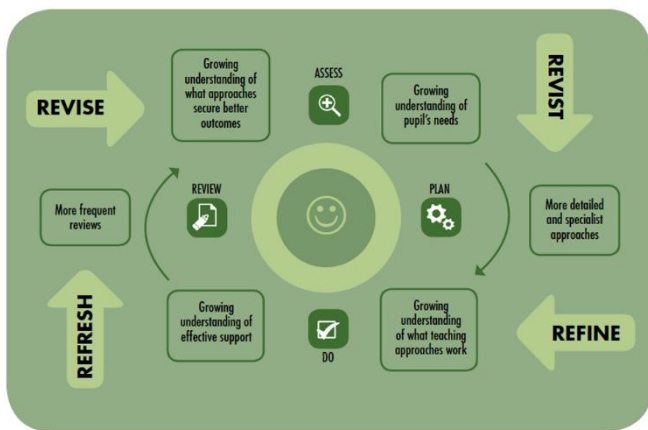 REVISE
Growing
understanding of
what approaches
secure better
outcomes
ASSESS
Growing
understanding of
pupil's needs
REVIST
More frequent
reviews
REVIEW
PLAN
More detailed
and specialist
approaches
REFRESH
Growing
understanding of
effective support
DO
Growing
understanding
of what teaching
approaches work
REFINE